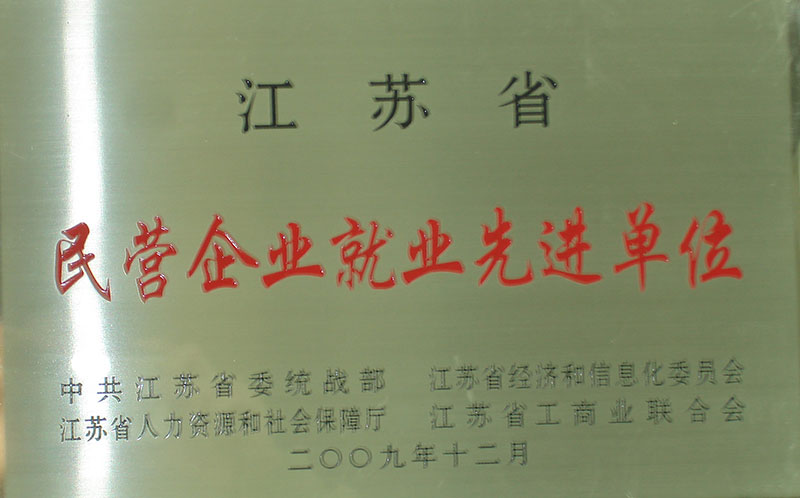 江苏省
民营企业就业先进单位
中共江苏省委统战部 江苏省经济和信息化委员会
江苏省人力资源和社会保障厅 江苏省工商业联合会
二〇〇九年十二月